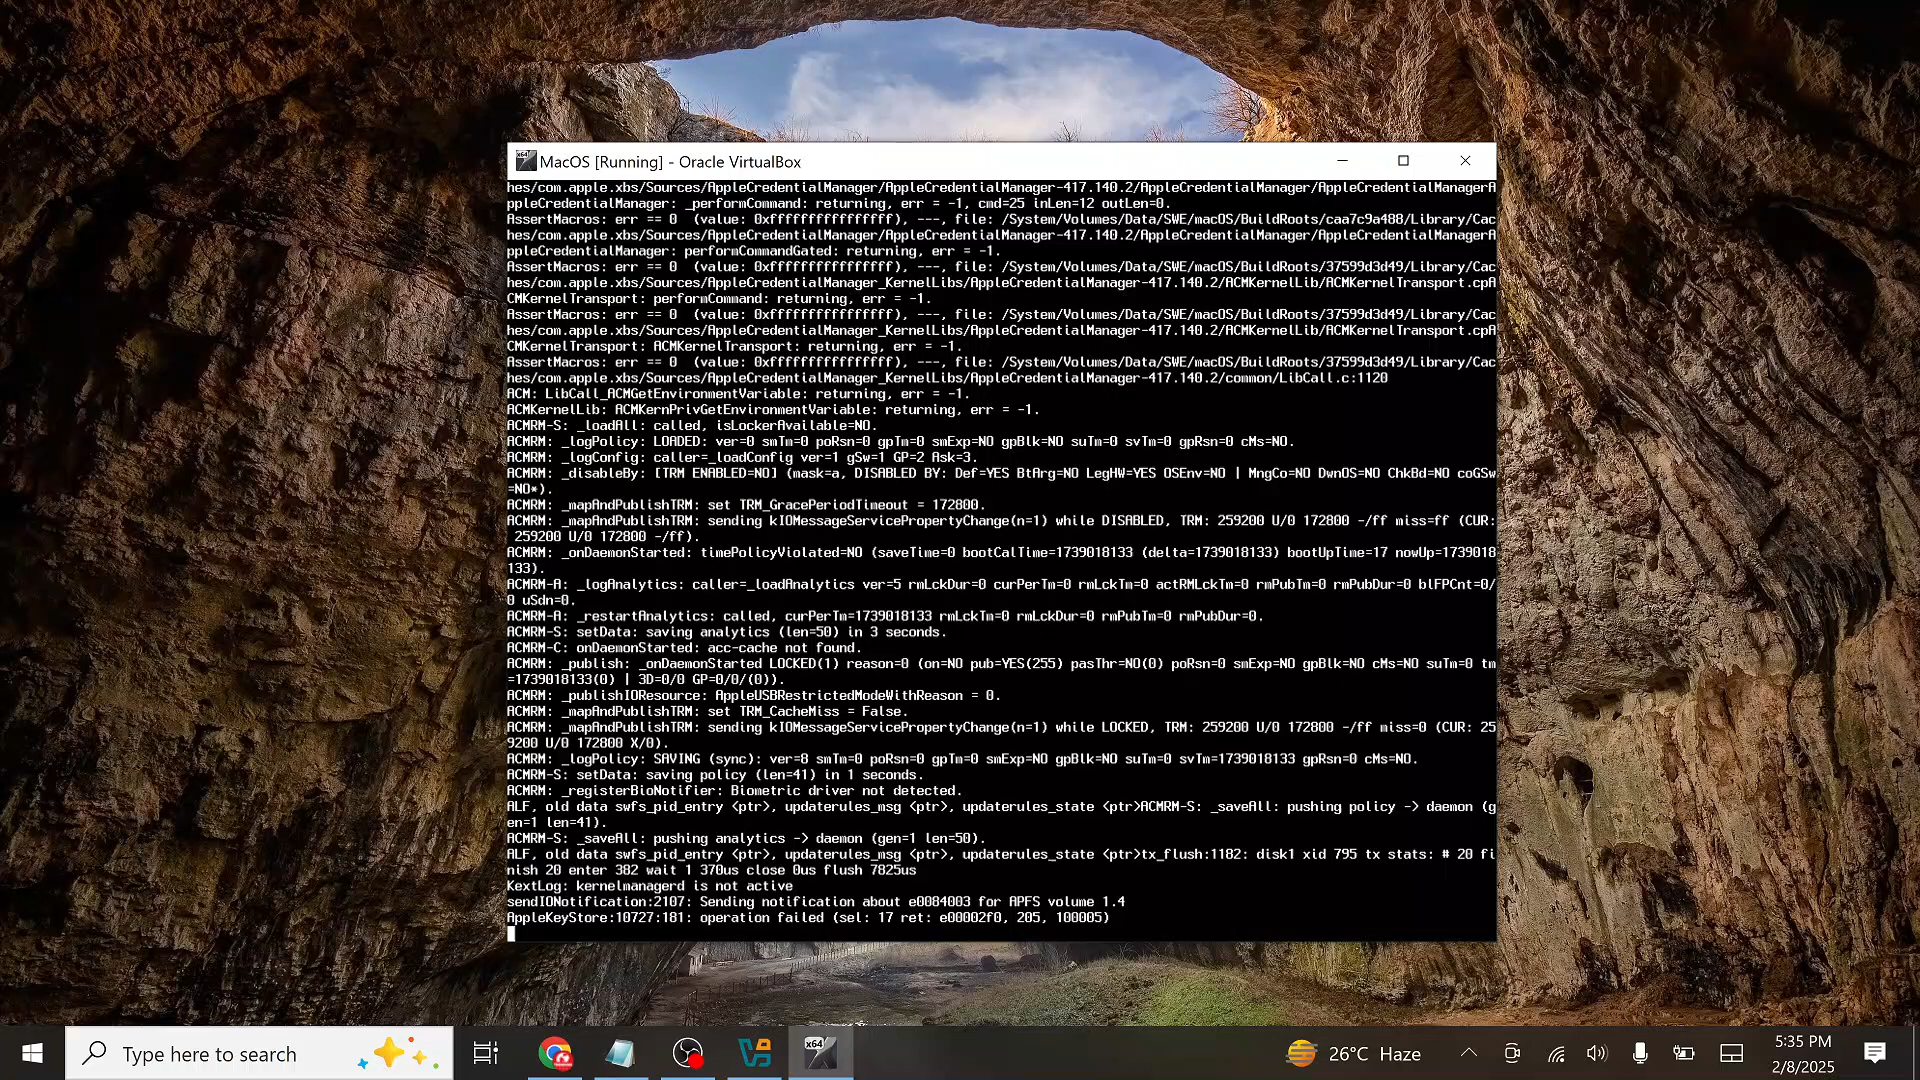 MacOS [Running] - Oracle VirtualBox
hes/com.apple.xbs/Sources/AppleCredentialManager/AppleCredentialManager-417.140.2/AppleCredentialManager/AppleCredentialManagerA
ppleCredentialManager: _performCommand: returning, err = -1, cmd=25 inLen=12 outLen=0.
AssertMacros: err == 0  (value: 0xffffffffffffffff), ---, file: /System/Volumes/Data/SWE/macOS/BuildRoots/caa7c9a488/Library/Cac
hes/com.apple.xbs/Sources/AppleCredentialManager/AppleCredentialManager-417.140.2/AppleCredentialManager/AppleCredentialManagerA
ppleCredentialManager: performCommandGated: returning, err = -1.
AssertMacros: err == 0  (value: 0xffffffffffffffff), ---, file: /System/Volumes/Data/SWE/macOS/BuildRoots/37599d3d49/Library/Cac
hes/com.apple.xbs/Sources/AppleCredentialManager_KernelLibs/AppleCredentialManager-417.140.2/ACMKernelLib/ACMKernelTransport.cpA
CMKernelTransport: performCommand: returning, err = -1.
AssertMacros: err == 0  (value: 0xffffffffffffffff), ---, file: /System/Volumes/Data/SWE/macOS/BuildRoots/37599d3d49/Library/Cac
hes/com.apple.xbs/Sources/AppleCredentialManager_KernelLibs/AppleCredentialManager-417.140.2/ACMKernelLib/ACMKernelTransport.cpA
CMKernelTransport: ACMKernelTransport: returning, err = -1.
AssertMacros: err == 0  (value: 0xffffffffffffffff), ---, file: /System/Volumes/Data/SWE/macOS/BuildRoots/37599d3d49/Library/Cac
hes/com.apple.xbs/Sources/AppleCredentialManager_KernelLibs/AppleCredentialManager-417.140.2/common/LibCall.c:1120
ACM: LibCall_ACMGetEnvironmentVariable: returning, err = -1.
ACMKernelLib: ACMKernPrivGetEnvironmentVariable: returning, err = -1.
ACMRM-S: _loadAll: called, isLockerAvailable=NO.
ACMRM: _logPolicy: LOADED: ver=0 smTm=0 poRsn=0 gpTm=0 smExp=NO gpBlk=NO suTm=0 svTm=0 gpRsn=0 cMs=NO.
ACMRM: _logConfig: caller=_loadConfig ver=1 gSw=1 GP=2 Ask=3.
ACMRM: _disableBy: [TRM ENABLED=NO] {mask=a, DISABLED BY: Def=YES BtArg=NO LegHW=YES OSEnv=NO | MngCo=NO DwnOS=NO ChkBd=NO coGSw
=NO*).
ACMRM: _mapAndPublishTRM: set TRM_GracePeriodTimeout = 172800.
ACMRM: _mapAndPublishTRM: sending kIOMessageServicePropertyChange(n=1) while DISABLED, TRM: 259200 U/0 172800 -/ff miss=ff (CUR:
 259200 U/0 172800 -/ff).
ACMRM: _onDaemonStarted: timePolicyViolated=NO (saveTime=0 bootCalTime=1739018133 (delta=1739018133) bootUpTime=17 nowUp=1739018
133).
ACMRM-A: _logAnalytics: caller=_loadAnalytics ver=5 rmLckDur=0 curPerTm=0 rmLckTm=0 actRMLckTm=0 rmPubTm=0 rmPubDur=0 blFPCnt=0/
0 uSdn=0.
ACMRM-A: _restartAnalytics: called, curPerTm=1739018133 rmLckTm=0 rmLckDur=0 rmPubTm=0 rmPubDur=0.
ACMRM-S: setData: saving analytics (len=50) in 3 seconds.
ACMRM-C: onDaemonStarted: acc-cache not found.
ACMRM: _publish: _onDaemonStarted LOCKED(1) reason=0 (on=NO pub=YES(255) pasThr=NO(0) poRsn=0 smExp=NO gpBlk=NO cMs=NO suTm=0 tm
=1739018133(0) | 3D=0/0 GP=0/0/(0)).
ACMRM: _publishIOResource: AppleUSBRestrictedModeWithReason = 0.
ACMRM: _mapAndPublishTRM: set TRM_CacheMiss = False.
ACMRM: _mapAndPublishTRM: sending kIOMessageServicePropertyChange(n=1) while LOCKED, TRM: 259200 U/0 172800 -/ff miss=0 (CUR: 25
9200 U/0 172800 X/0).
ACMRM: _logPolicy: SAVING (sync): ver=8 smTm=0 poRsn=0 gpTm=0 smExp=NO gpBlk=NO suTm=0 svTm=1739018133 gpRsn=0 cMs=NO.
ACMRM-S: setData: saving policy (len=41) in 1 seconds.
ACMRM: _registerBioNotifier: Biometric driver not detected.
ALF, old data swfs_pid_entry <ptr>, updaterules_msg <ptr>, updaterules_state <ptr>ACMRM-S: _saveAll: pushing policy -> daemon (g
en=1 len=41).
ACMRM-S: _saveAll: pushing analytics -> daemon (gen=1 len=50).
ALF, old data swfs_pid_entry <ptr>, updaterules_msg <ptr>, updaterules_state <ptr>tx_flush:1182: disk1 xid 795 tx stats: # 20 fi
nish 20 enter 382 wait 1 370us close 0us flush 7825us
KextLog: kernelmanagerd is not active
sendIONotification:2107: Sending notification about e0084003 for APFS volume 1.4
AppleKeyStore:10727:181: operation failed (sel: 17 ret: e00002f0, 205, 100005)
Type here to search
x64
26°C Haze
5:35 PM
2/8/2025